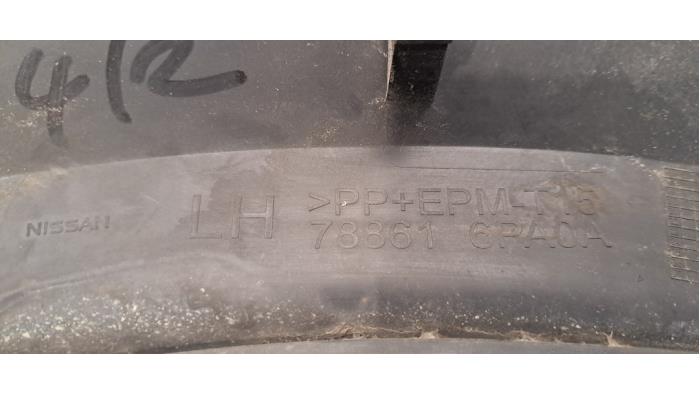 4/2
NISSAN LH >PP+EPM-T15
78861 6PA0A